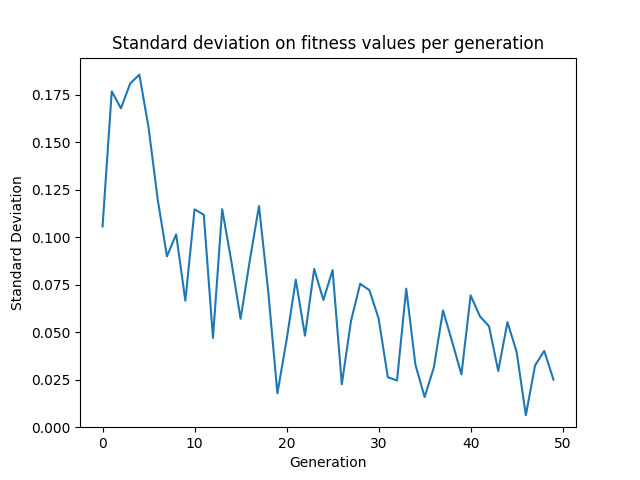 Standard deviation on fitness values per generation
0.175
0.150
0.125
0.100
0.075
0.050
0.025
0.000
Standard Deviation
0 10 20 30 40 50
Generation